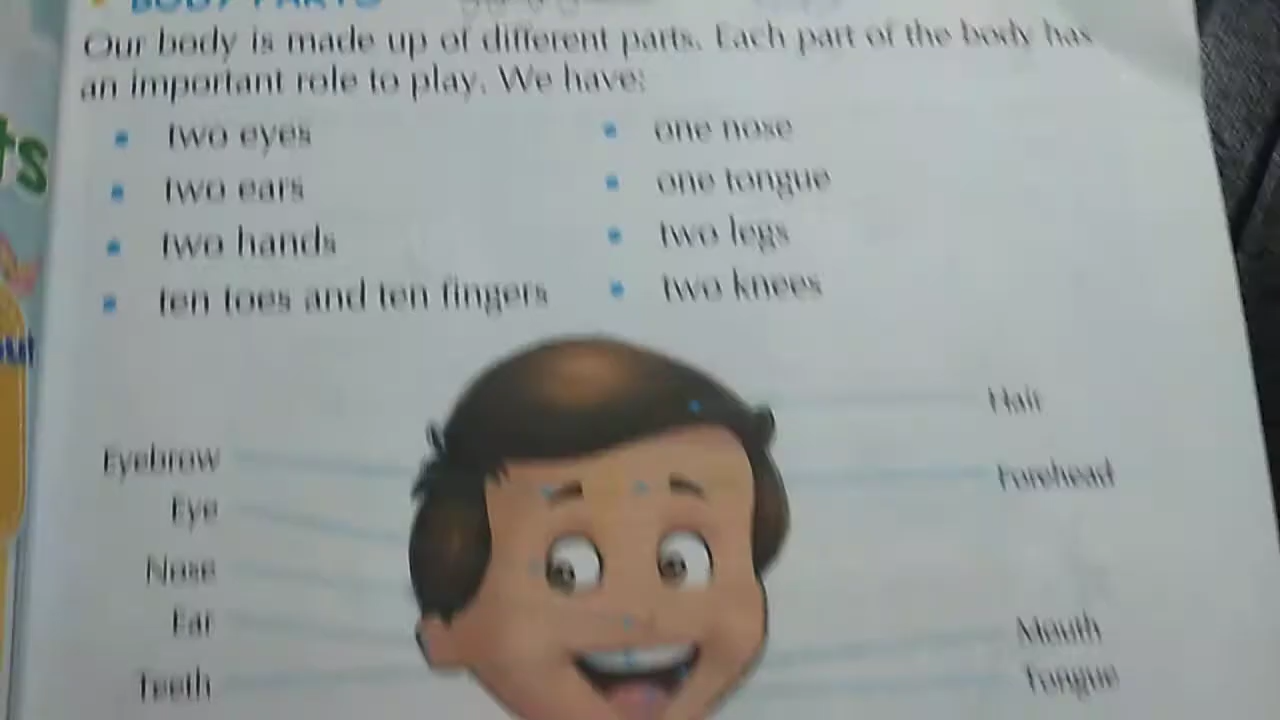 BODY PARTS
Our body is made up of different parts. Each part of the body has
an important role to play. We have:
• two eyes
• one nose
• two ears
• one tongue
• two hands
• two legs
• ten toes and ten fingers
• two knees
Hair
Eyebrow
Forehead
Eye
Nose
Ear
Mouth
Teeth
Tongue